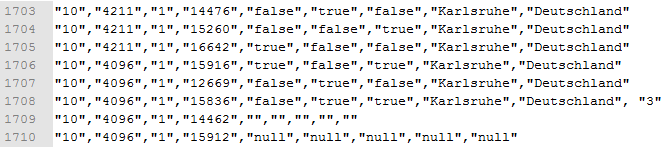 1703 "10","4211","1","14476","false","true","false","Karlsruhe","Deutschland"
1704 "10","4211","1","15260","false","false","true","Karlsruhe","Deutschland"
1705 "10","4211","1","16642","true","false","false","Karlsruhe","Deutschland"
1706 "10","4096","1","15916","true","true","Karlsruhe","Deutschland"
1707 "10","4096","1","12669","false","true","false","Karlsruhe","Deutschland"
1708 "10","4096","1","15836","false","true","true","Karlsruhe","Deutschland", "3"
1709 "10","4096","1","14462","","","","",""
1710 "10","4096","1","15912","null","null","null","null","null"